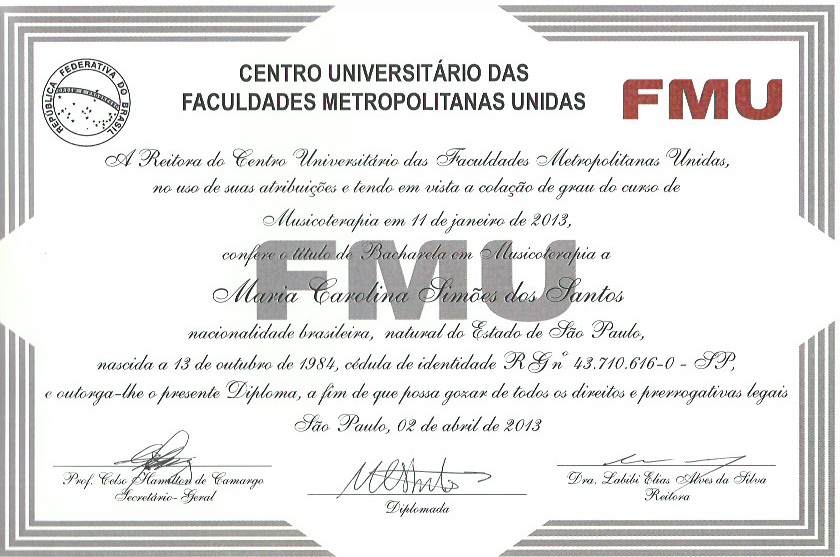 REPÚBLICA FEDERATIVA DO BRASIL
ORDEM E PROGRESSO
CENTRO UNIVERSITÁRIO DAS
FACULDADES METROPOLITANAS UNIDAS
FMU
A Reitora do Centro Universitário das Faculdades Metropolitanas Unidas,
no uso de suas atribuições e tendo em vista a colação de grau do curso de
Musicoterapia em 11 de janeiro de 2013,
confere o título de Bacharela em Musicoterapia a
FMU
Maria Carolina Simões dos Santos
nacionalidade brasileira, natural do Estado de São Paulo,
nascida a 13 de outubro de 1984, cédula de identidade RG nº 43.710.616-0 - SP,
e outorga-lhe o presente Diploma, a fim de que possa gozar de todos os direitos e prerrogativas legais
São Paulo, 02 de abril de 2013
Prof. Celso Hamilton de Camargo
Secretário-Geral
Diplomada
Dra. Labibi Elias Alves da Silva
Reitora